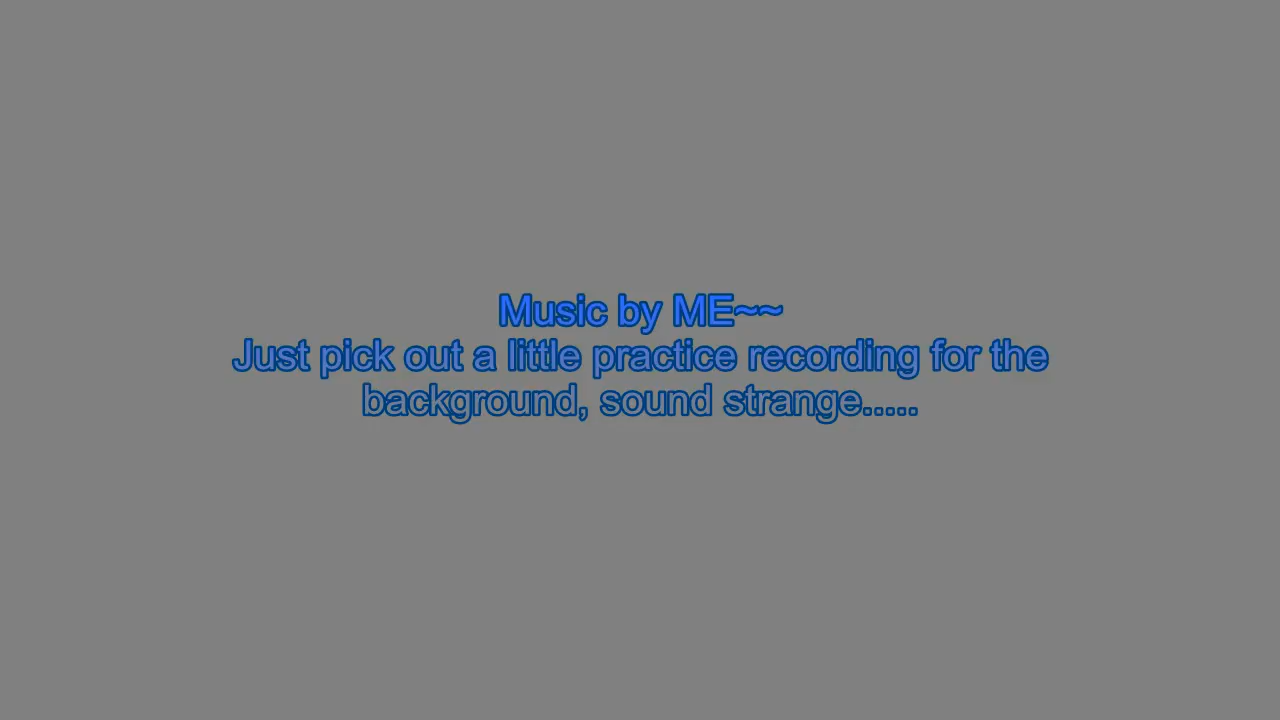 Music by ME~~
Just pick out a little practice recording for the
background, sound strange.....